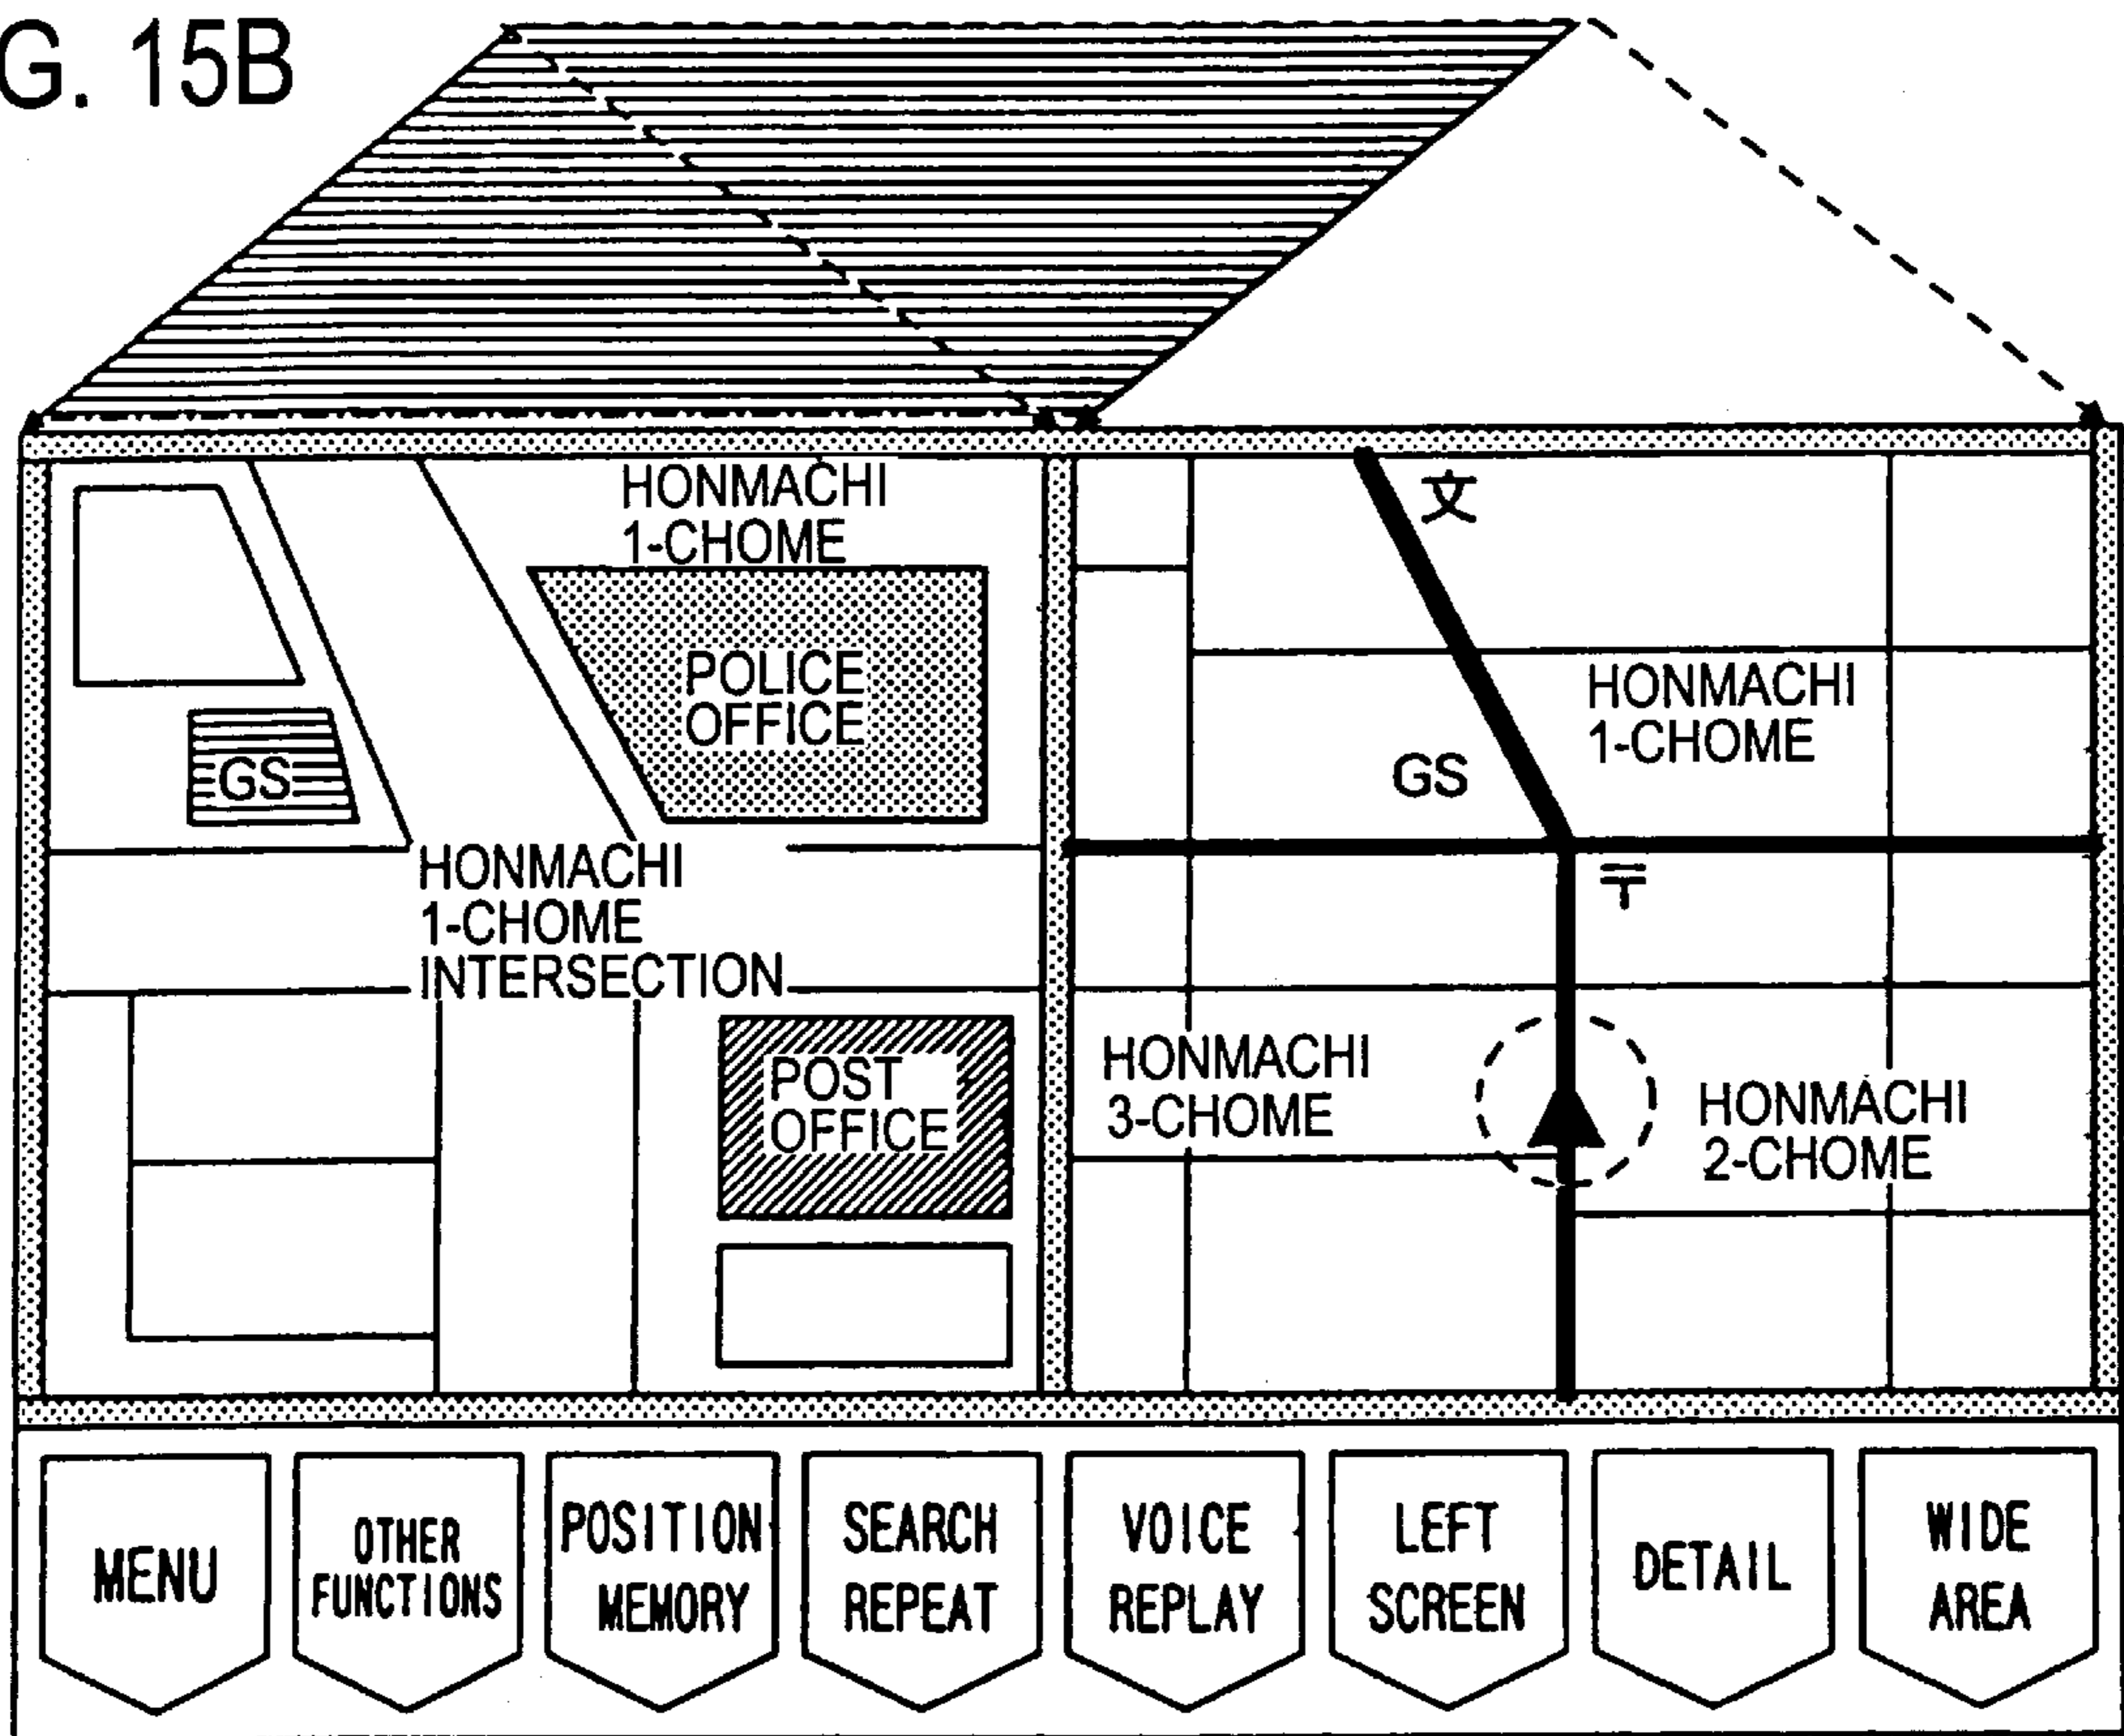 G. 15B
HONMACHI
1-CHOME
POLICE
OFFICE
GS
HONMACHI
1-CHOME
INTERSECTION
POST
OFFICE
文
HONMACHI
1-CHOME
GS
〒
HONMACHI
3-CHOME
HONMACHI
2-CHOME
MENU
OTHER
FUNCTIONS
POSITION
MEMORY
SEARCH
REPEAT
VOICE
REPLAY
LEFT
SCREEN
DETAIL
WIDE
AREA